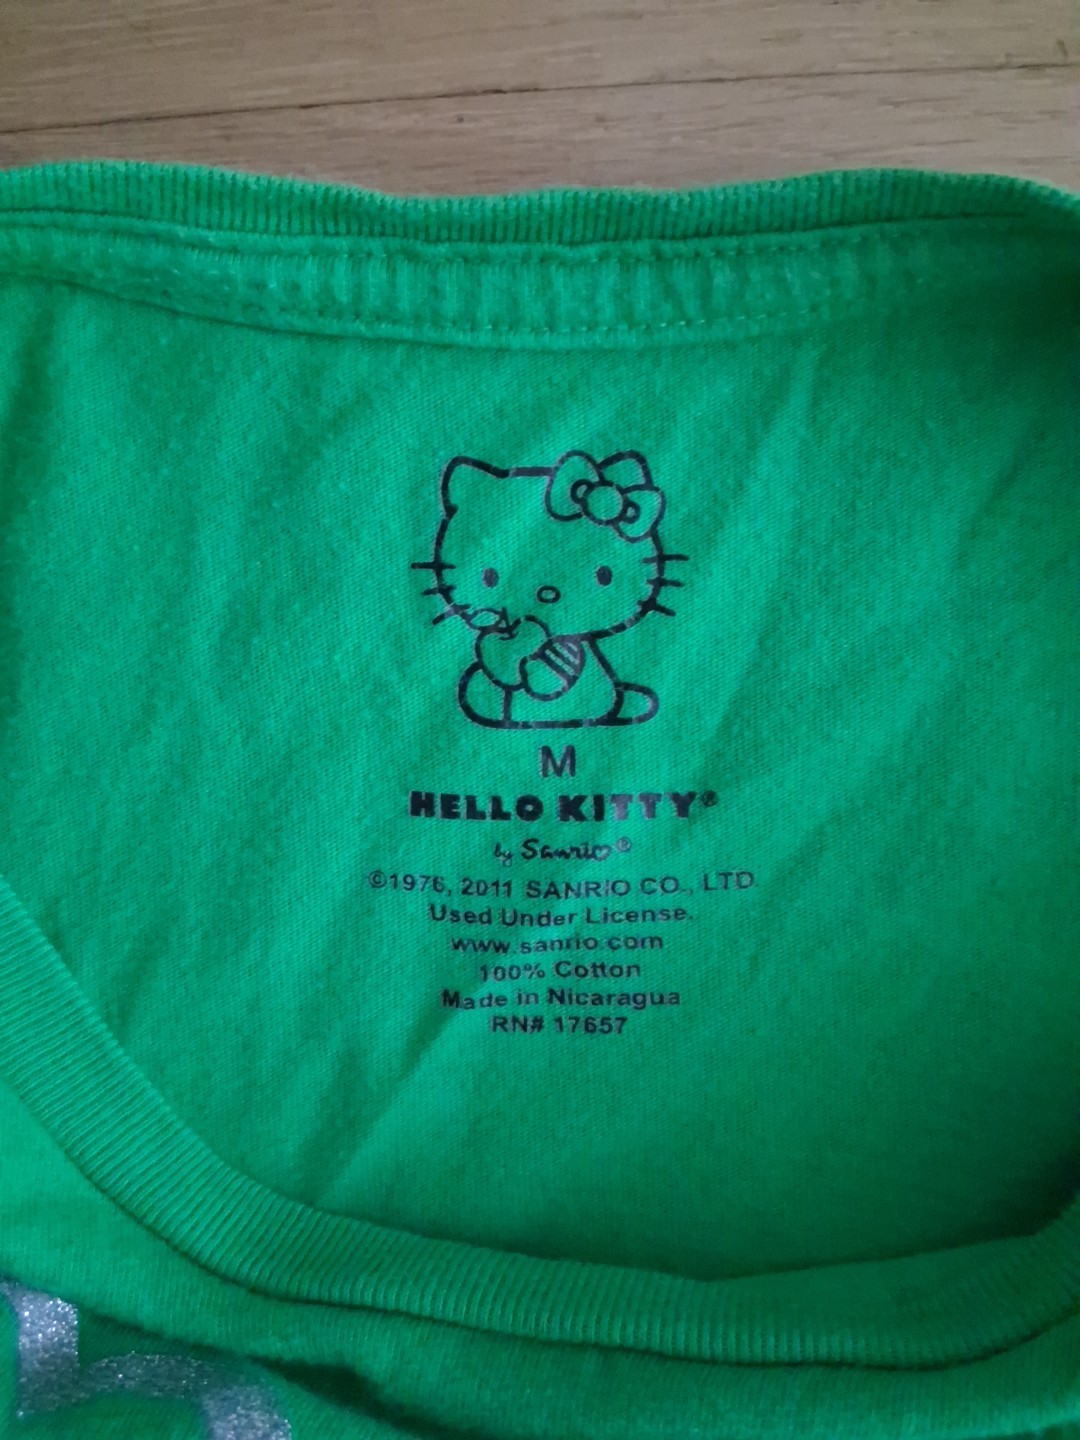 M
HELLO KITTY®
by Sanrio®
©1976, 2011 SANRIO CO., LTD.
Used Under License.
www.sanrio.com
100% Cotton
Made in Nicaragua
RN# 17657